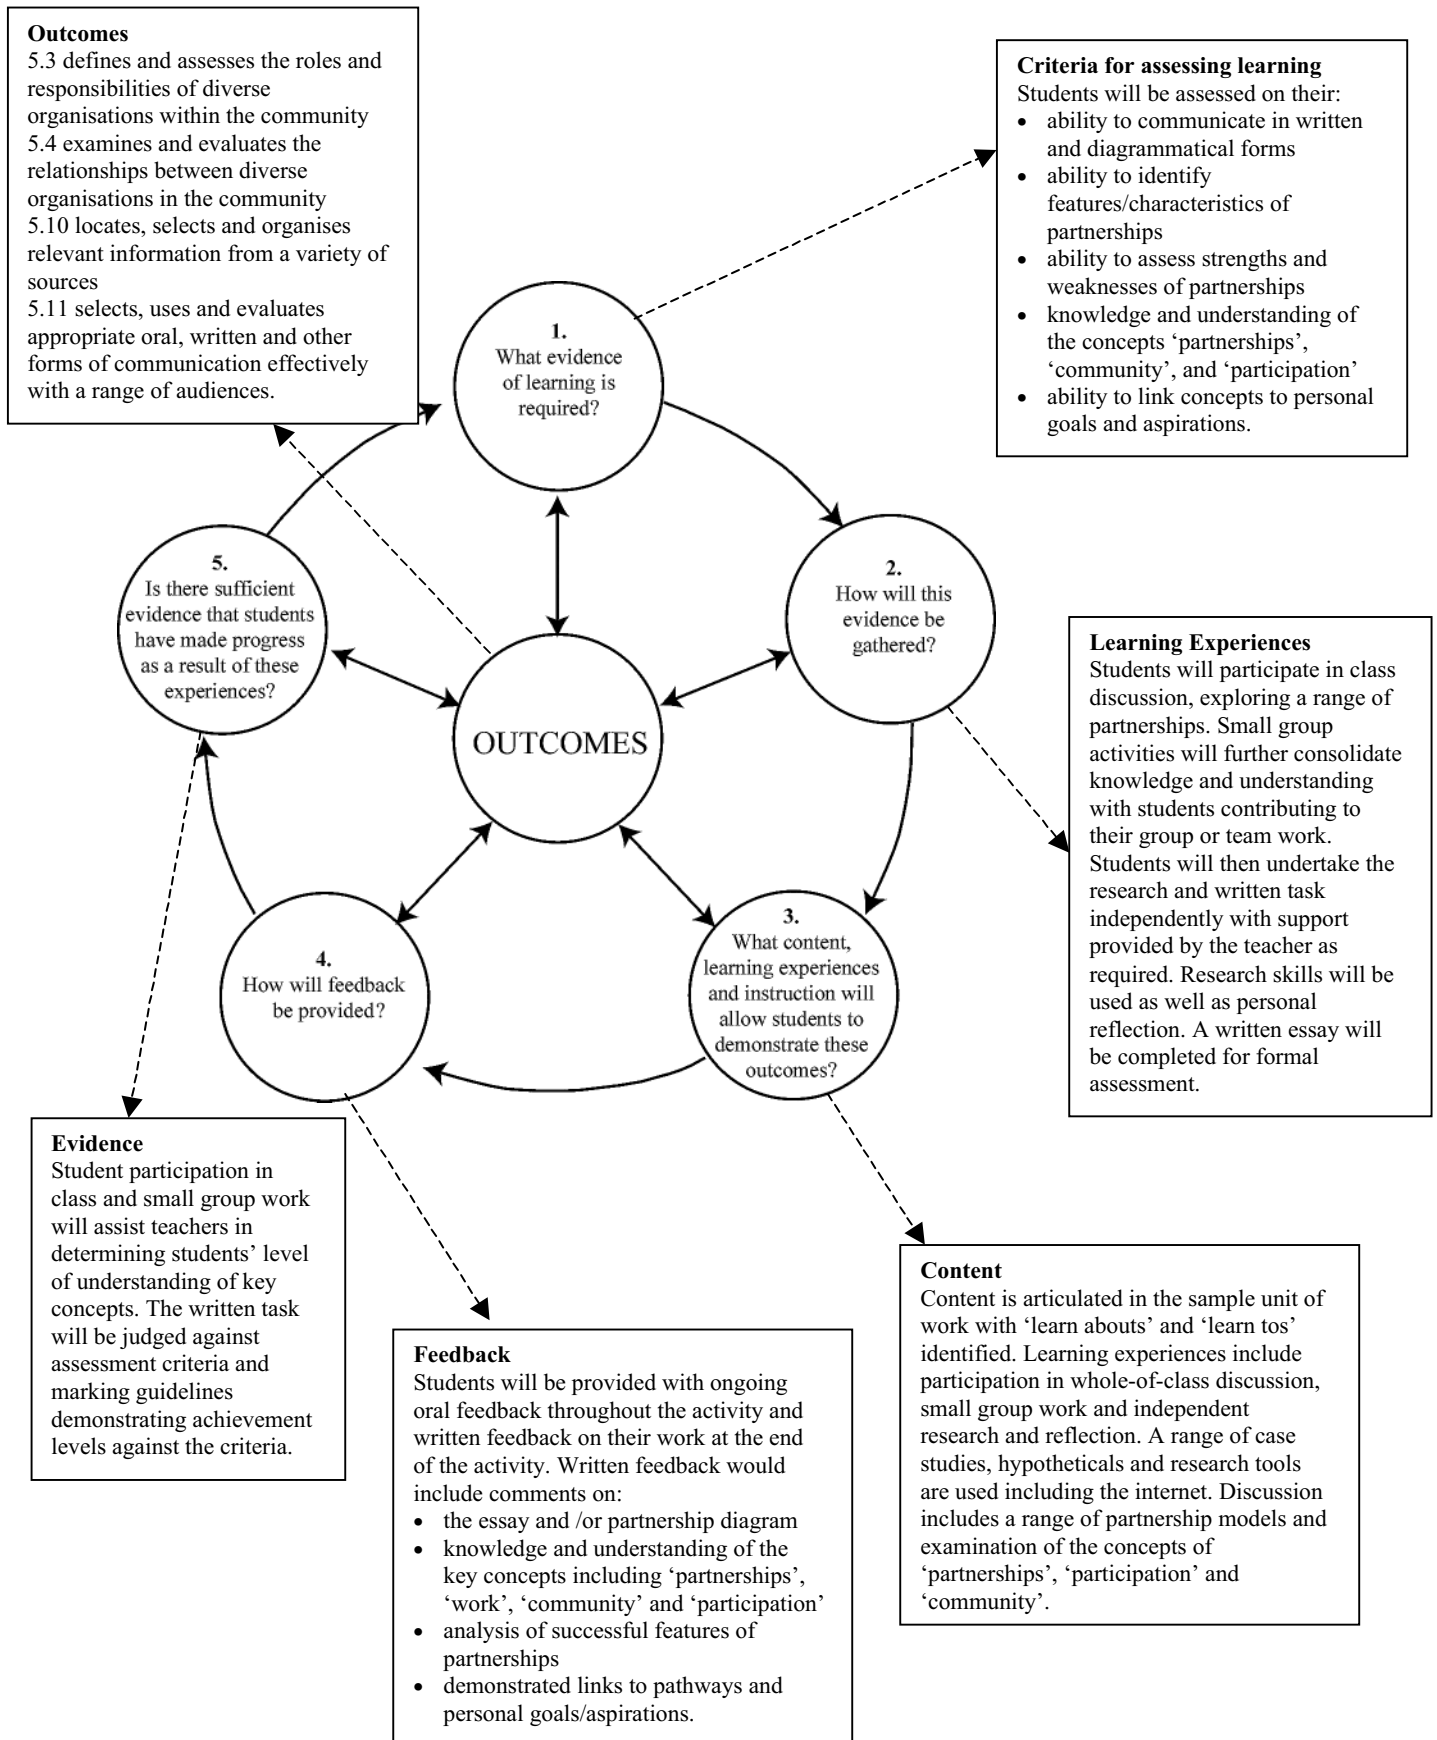 Outcomes
5.3 defines and assesses the roles and
responsibilities of diverse
organisations within the community
5.4 examines and evaluates the
relationships between diverse
organisations in the community
5.10 locates, selects and organises
relevant information from a variety of
sources
5.11 selects, uses and evaluates
appropriate oral, written and other
forms of communication effectively
with a range of audiences.
Criteria for assessing learning
Students will be assessed on their:
• ability to communicate in written
and diagrammatical forms
• ability to identify
features/characteristics of
partnerships
• ability to assess strengths and
weaknesses of partnerships
• knowledge and understanding of
the concepts ‘partnerships’,
‘community’, and ‘participation’
• ability to link concepts to personal
goals and aspirations.
1.
What evidence
of learning is
required?
2.
How will this
evidence be
gathered?
5.
Is there sufficient
evidence that students
have made progress
as a result of these
experiences?
OUTCOMES
Learning Experiences
Students will participate in class
discussion, exploring a range of
partnerships. Small group
activities will further consolidate
knowledge and understanding
with students contributing to
their group or team work.
Students will then undertake the
research and written task
independently with support
provided by the teacher as
required. Research skills will be
used as well as personal
reflection. A written essay will
be completed for formal
assessment.
3.
What content,
learning experiences
and instruction will
allow students to
demonstrate these
outcomes?
4.
How will feedback
be provided?
Evidence
Student participation in
class and small group work
will assist teachers in
determining students’ level
of understanding of key
concepts. The written task
will be judged against
assessment criteria and
marking guidelines
demonstrating achievement
levels against the criteria.
Feedback
Students will be provided with ongoing
oral feedback throughout the activity and
written feedback on their work at the end
of the activity. Written feedback would
include comments on:
• the essay and /or partnership diagram
• knowledge and understanding of the
key concepts including ‘partnerships’,
‘work’, ‘community’ and ‘participation’
• analysis of successful features of
partnerships
• demonstrated links to pathways and
personal goals/aspirations.
Content
Content is articulated in the sample unit of
work with ‘learn abouts’ and ‘learn tos’
identified. Learning experiences include
participation in whole-of-class discussion,
small group work and independent
research and reflection. A range of case
studies, hypotheticals and research tools
are used including the internet. Discussion
includes a range of partnership models and
examination of the concepts of
‘partnerships’, ‘participation’ and
‘community’.